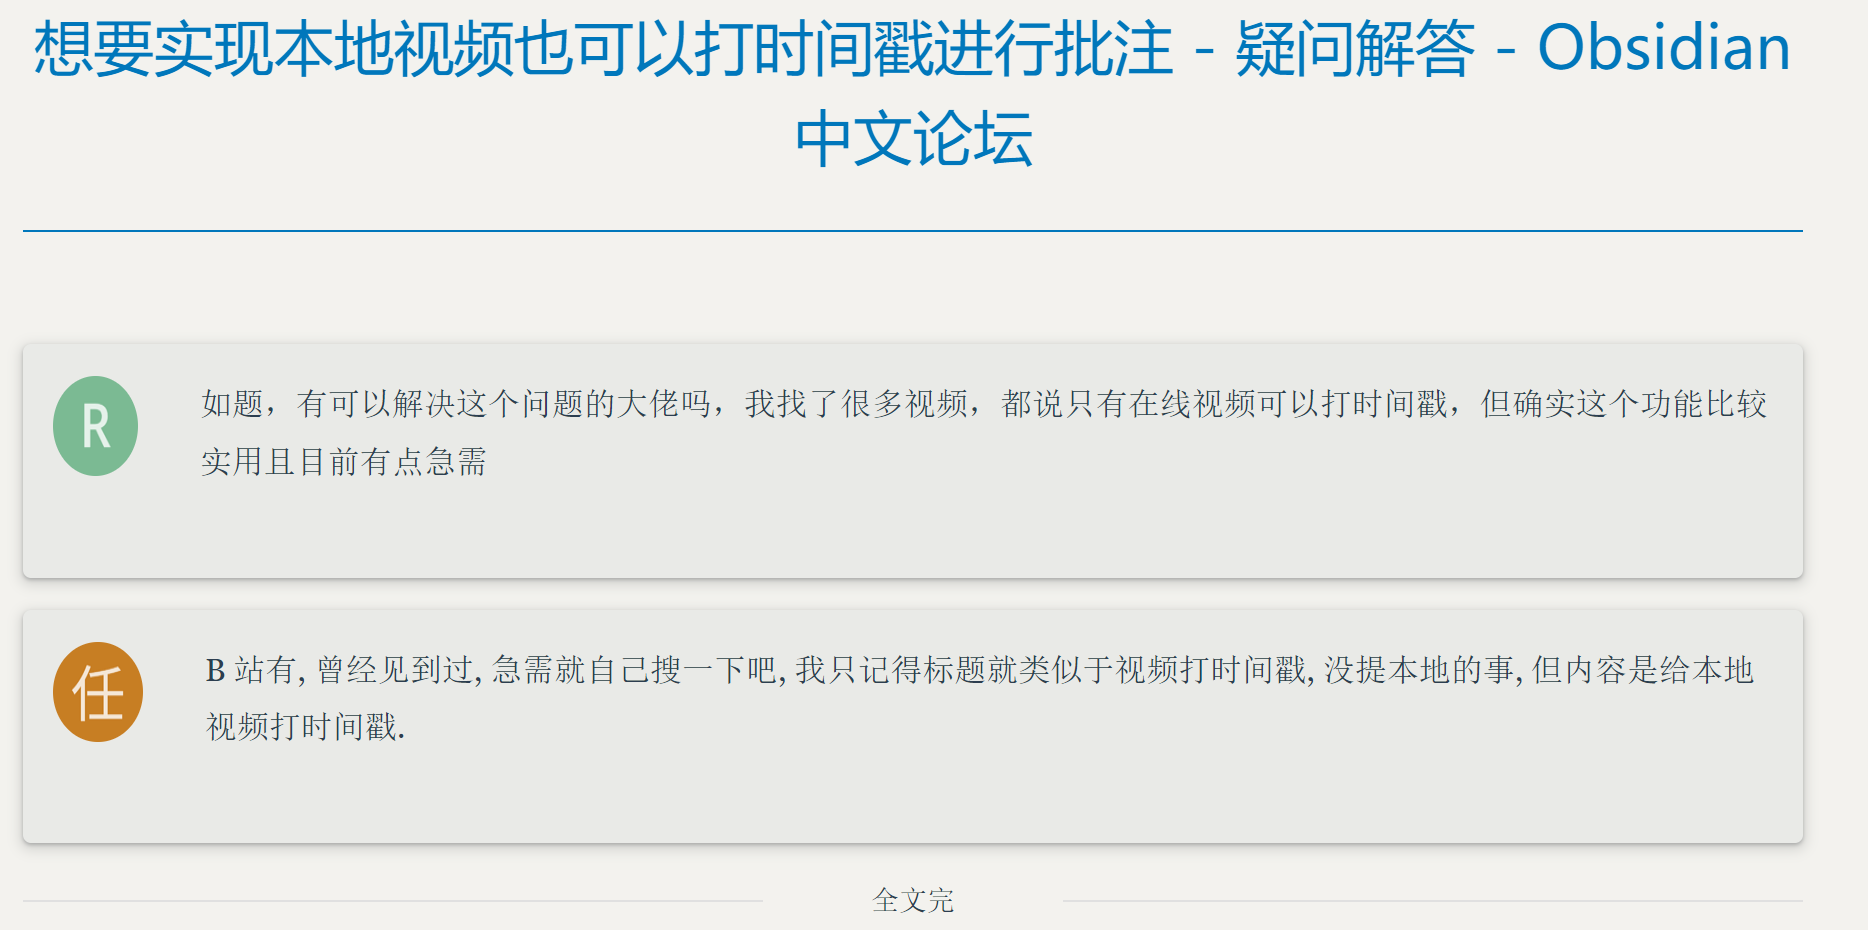 想要实现本地视频也可以打时间戳进行批注 - 疑问解答 - Obsidian
中文论坛
R
如题，有可以解决这个问题的大佬吗，我找了很多视频，都说只有在线视频可以打时间戳，但确实这个功能比较
实用且目前有点急需
任
B 站有, 曾经见到过, 急需就自己搜一下吧, 我只记得标题就类似于视频打时间戳, 没提本地的事, 但内容是给本地
视频打时间戳.
全文完